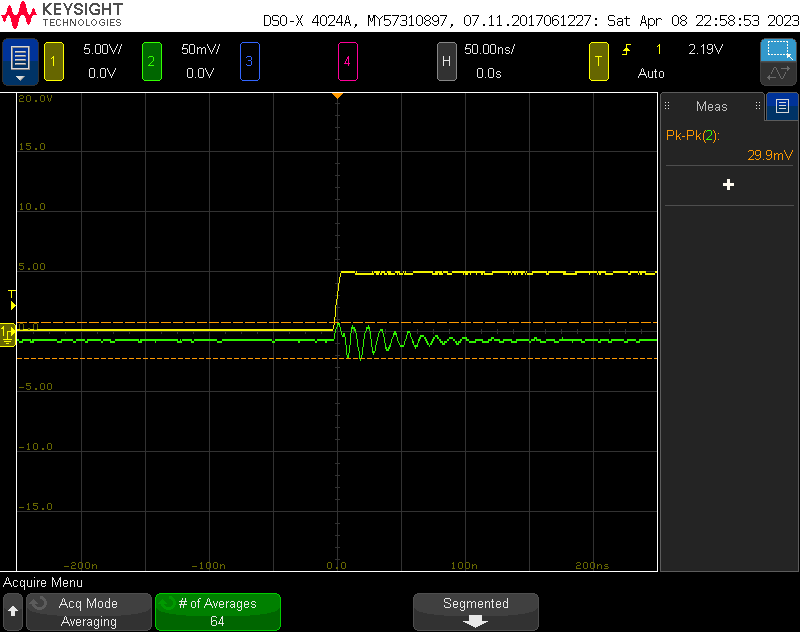 KEYSIGHT
TECHNOLOGIES
DSO-X 4024A, MY57310897, 07.11.2017061227: Sat Apr 08 22:58:53 2023
1 5.00V/ 2 50mV/ 3 4 H 50.00ns/ T 1 2.19V
0.0V 0.0V 0.0s Auto
20.0V
15.0
10.0
5.00
T
1
0.0
-5.00
-10.0
-15.0
-200n -100n 0.0 100n 200ns
Meas
Pk-Pk(2):
29.9mV
Acquire Menu
Acq Mode
Averaging
# of Averages
64
Segmented